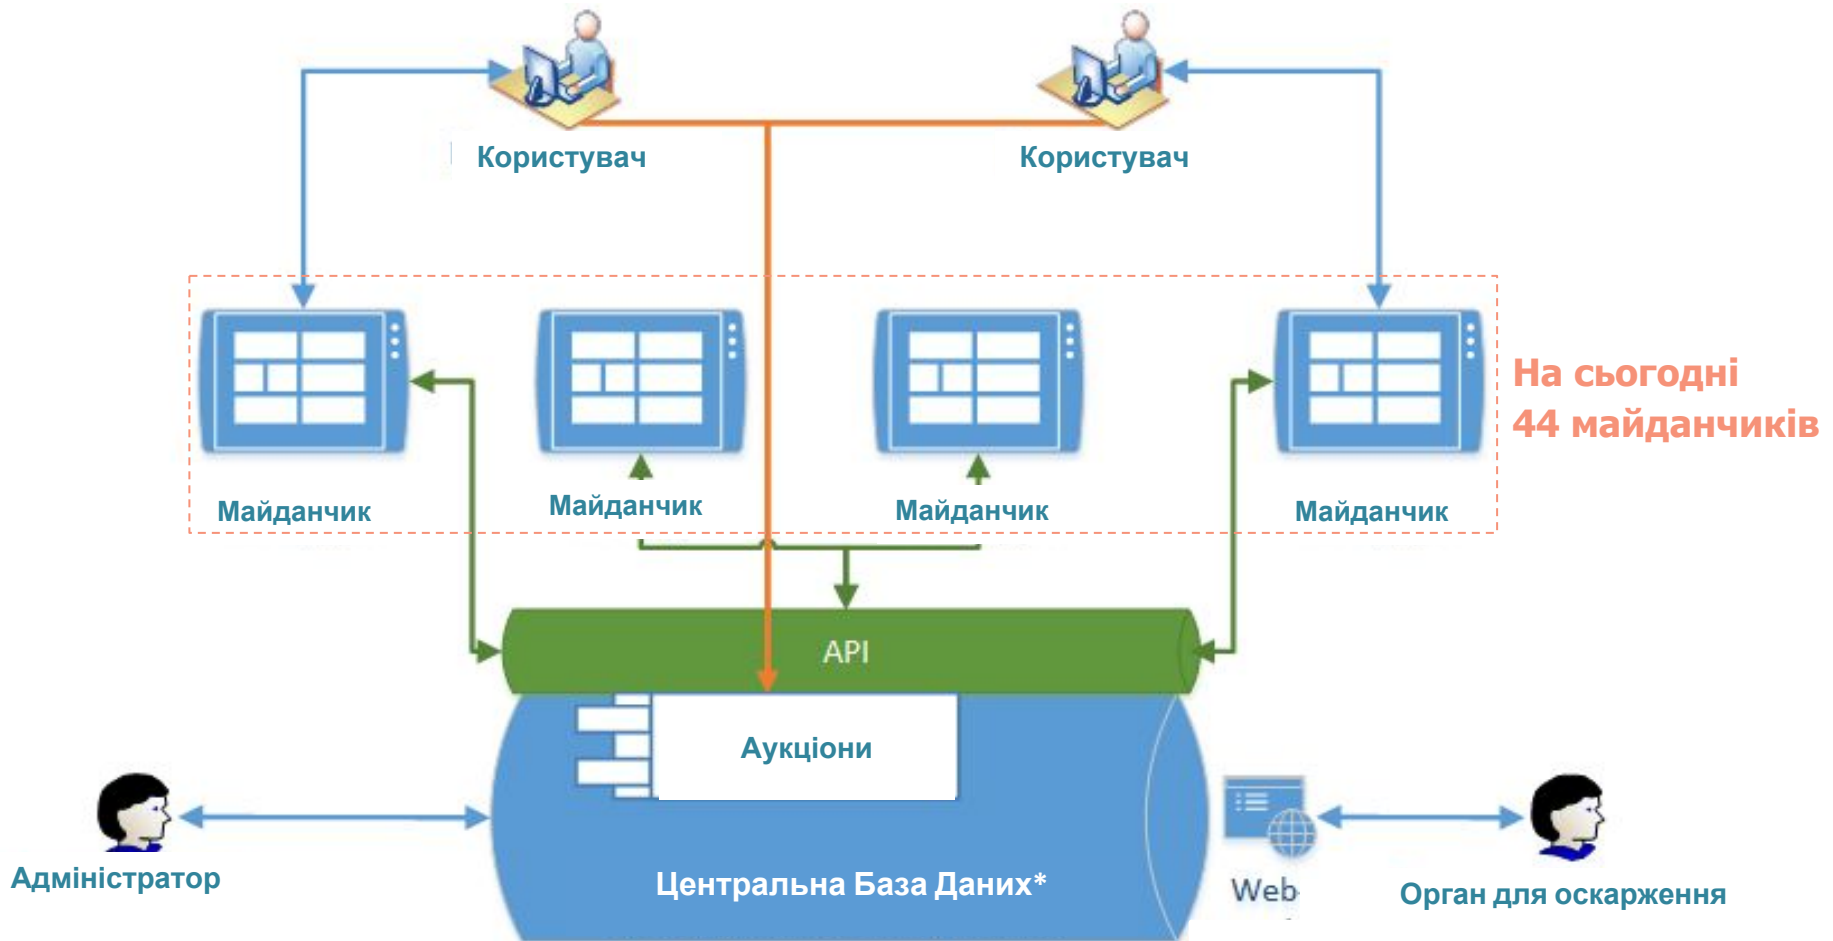 Користувач
Користувач
На сьогодні
44 майданчиків
Майданчик
Майданчик
Майданчик
Майданчик
API
Аукціони
Адміністратор
Центральна База Даних*
Web
Орган для оскарження